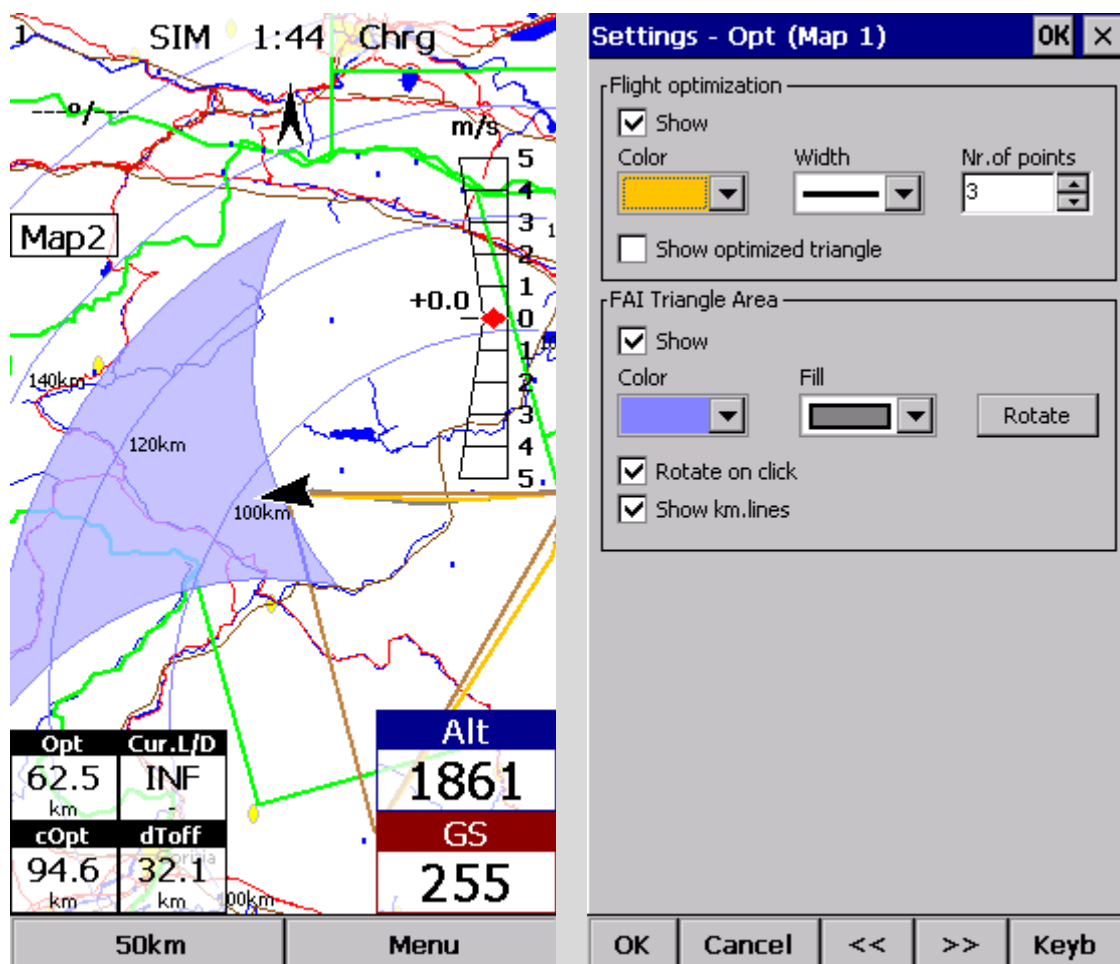 1 SIM 1:44 Chrg
---º/---
m/s
5
4
3
2
1
0
1
2
3
4
5
Map2
+0.0
140km
120km
100km
Opt Cur.L/D
62.5 INF
km -
cOpt dToff
94.6 32.1
km km
Gorizia
100km
Alt
1861
GS
255
50km Menu
Settings - Opt (Map 1) OK ×
Flight optimization
Show
Color Width Nr.of points
3
Show optimized triangle
FAI Triangle Area
Show
Color Fill
Rotate
Rotate on click
Show km.lines
OK Cancel << >> Keyb